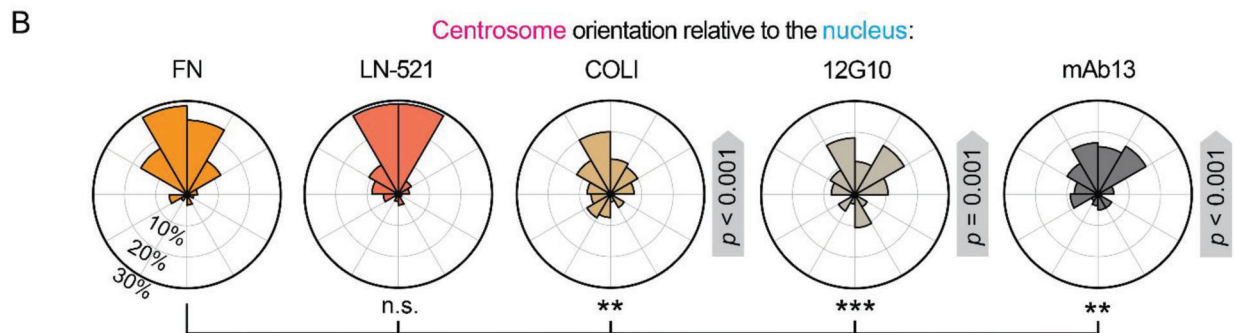 B
Centrosome orientation relative to the nucleus:
FN
LN-521
COLI
12G10
mAb13
10%
20%
30%
p < 0.001
p = 0.001
p < 0.001
n.s.
**
***
**